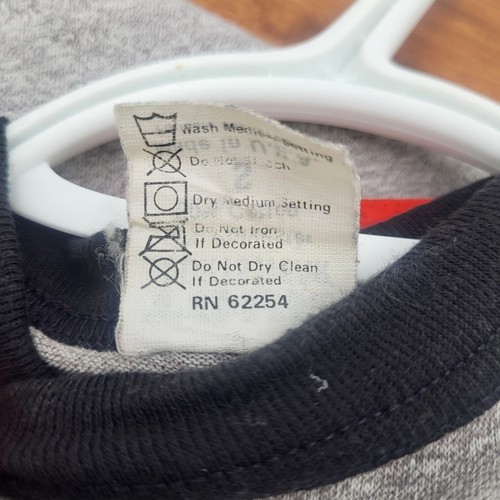 Wash Medium Setting
Do Not
Dry Medium Setting
Do Not Iron
If Decorated
Do Not Dry Clean
If Decorated
RN 62254